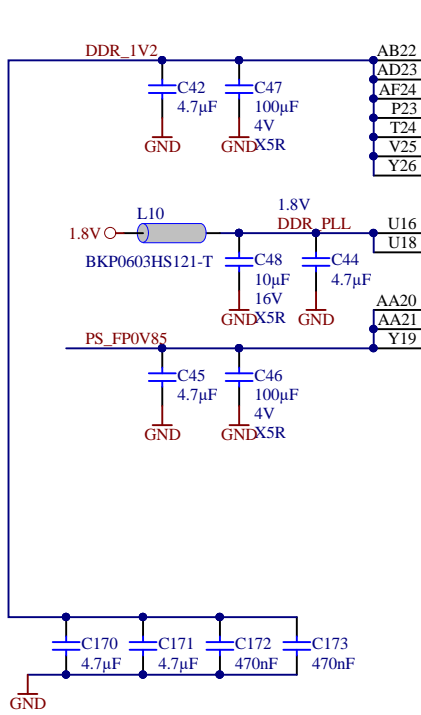 DDR_1V2
AB22
AD23
AF24
P23
T24
V25
Y26
C42
4.7µF
GND
C47
100µF
4V
X5R
GND
1.8V
L10
BKP0603HS121-T
1.8V
DDR_PLL
U16
U18
C48
10µF
16V
X5R
GND
C44
4.7µF
GND
AA20
AA21
Y19
PS_FP0V85
C45
4.7µF
GND
C46
100µF
4V
X5R
GND
C170
4.7µF
C171
4.7µF
C172
470nF
C173
470nF
GND